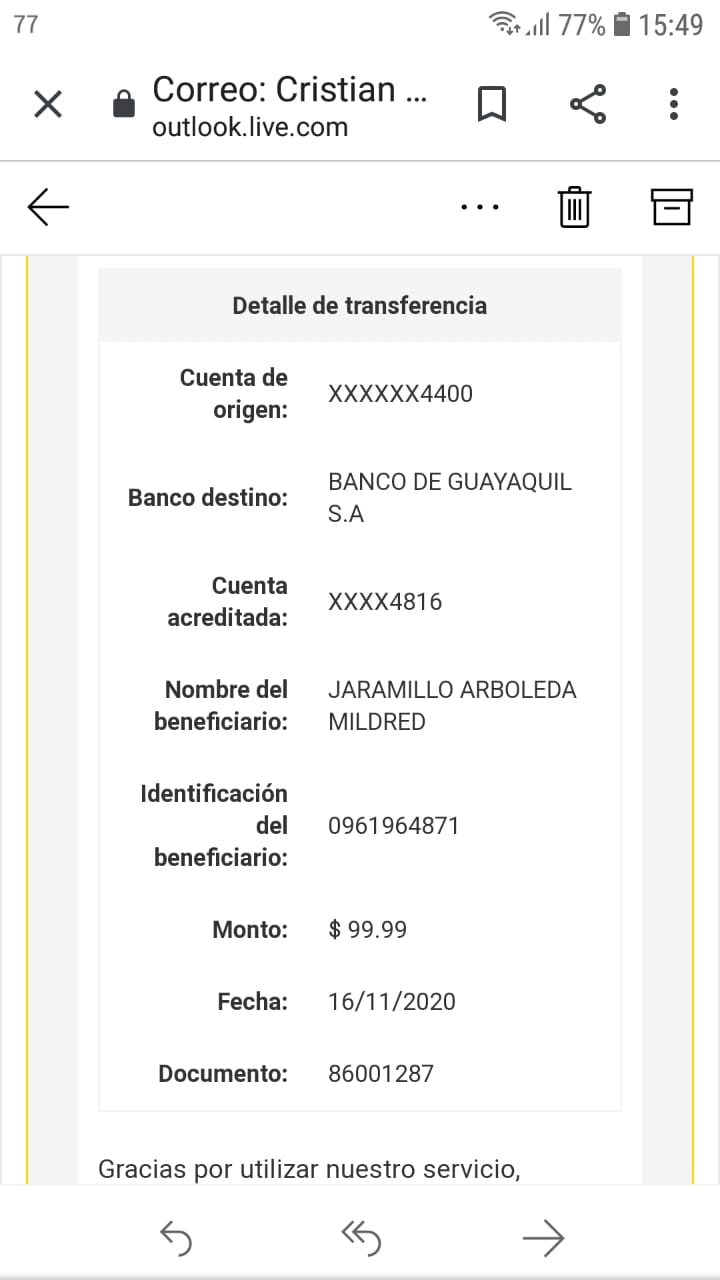 77
77% 15:49
Correo: Cristian ...
outlook.live.com
Detalle de transferencia
Cuenta de
origen:
XXXXXX4400
Banco destino:
BANCO DE GUAYAQUIL
S.A
Cuenta
acreditada:
XXXX4816
Nombre del
beneficiario:
JARAMILLO ARBOLEDA
MILDRED
Identificación
del
beneficiario:
0961964871
Monto:
$ 99.99
Fecha:
16/11/2020
Documento:
86001287
Gracias por utilizar nuestro servicio,